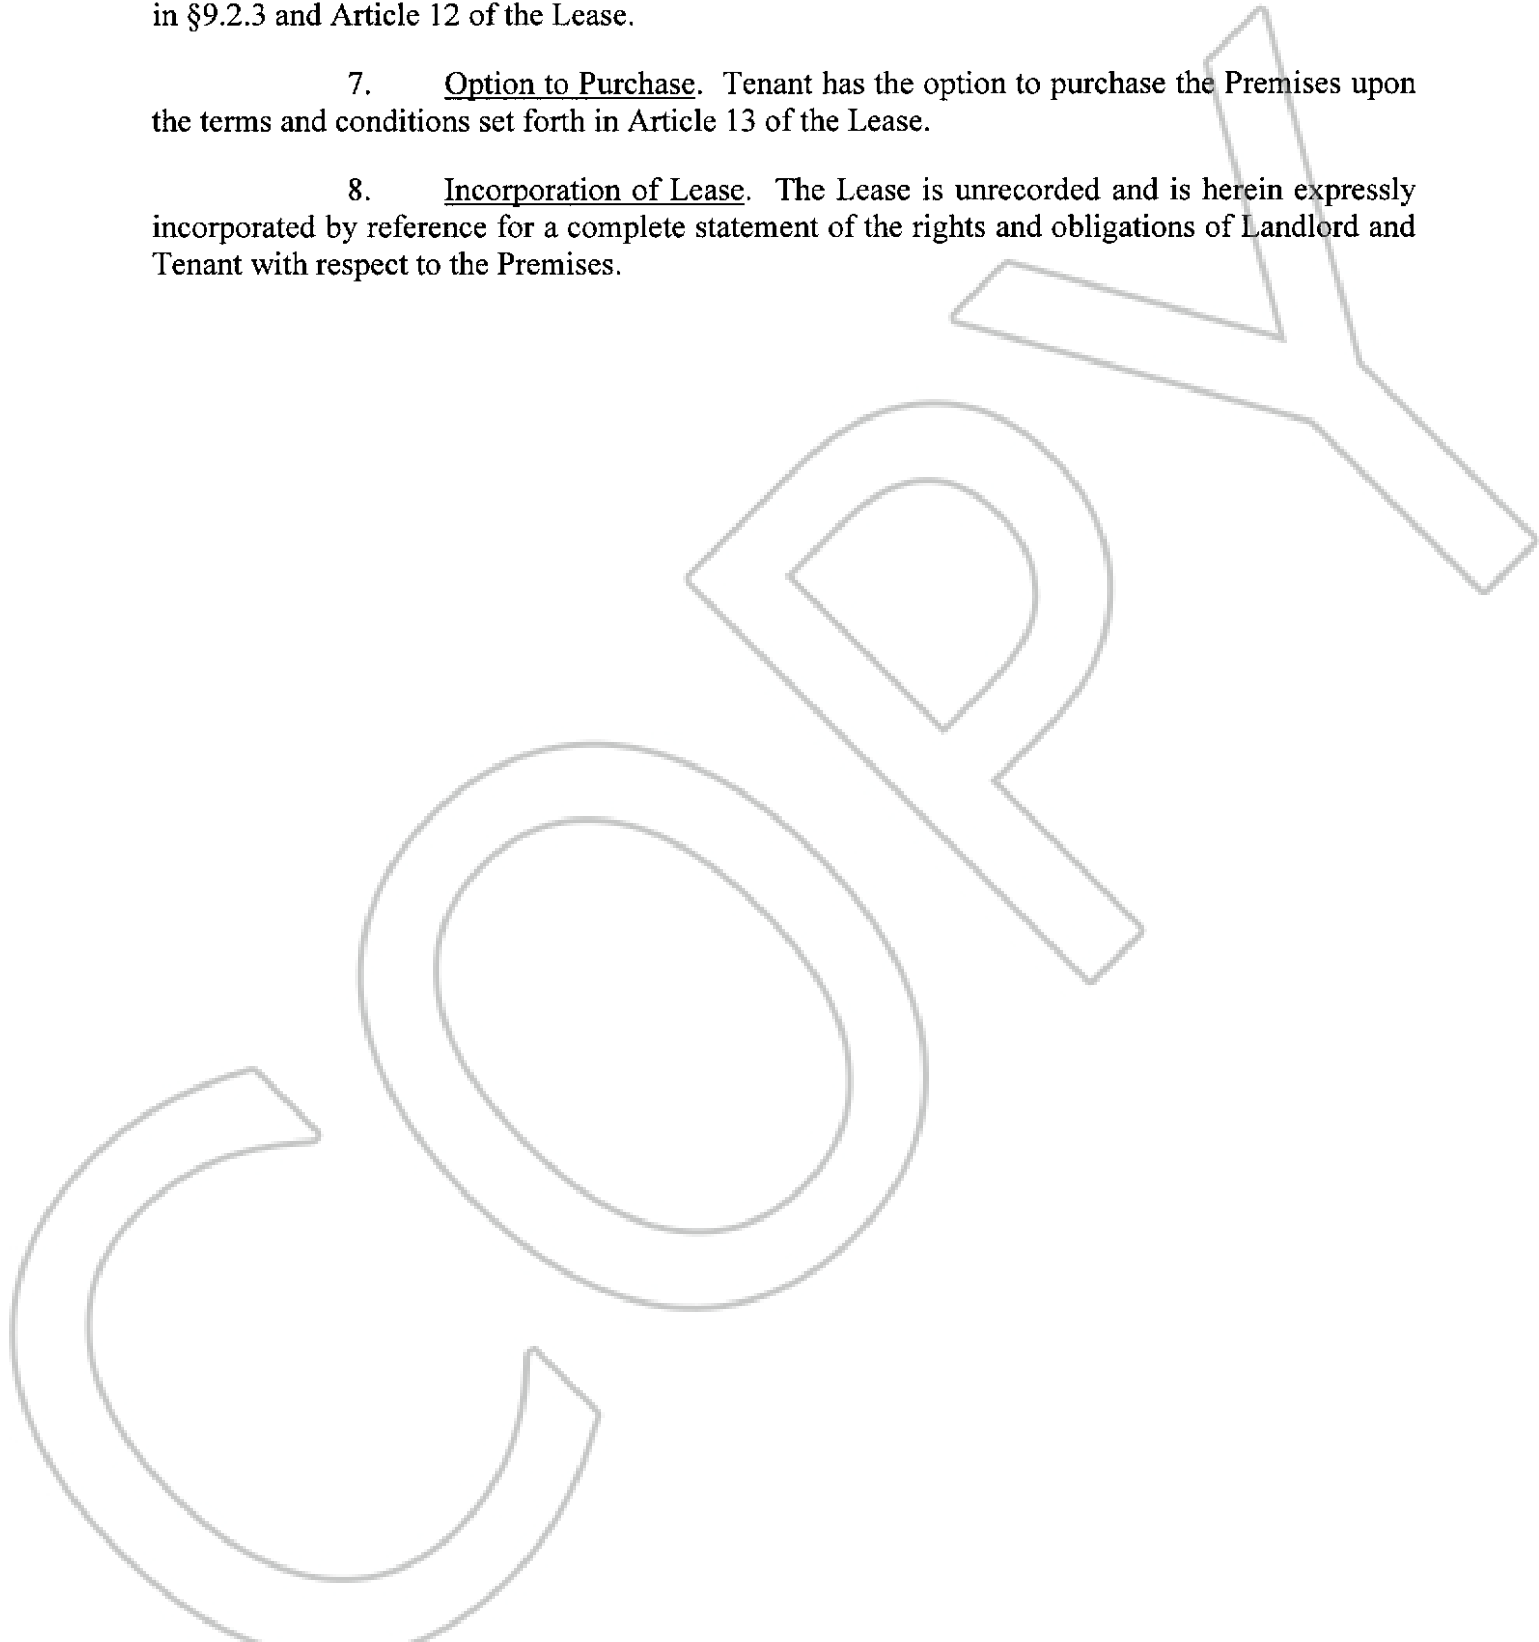 in §9.2.3 and Article 12 of the Lease.
7. Option to Purchase. Tenant has the option to purchase the Premises upon
the terms and conditions set forth in Article 13 of the Lease.
8. Incorporation of Lease. The Lease is unrecorded and is herein expressly
incorporated by reference for a complete statement of the rights and obligations of Landlord and
Tenant with respect to the Premises.
COPY